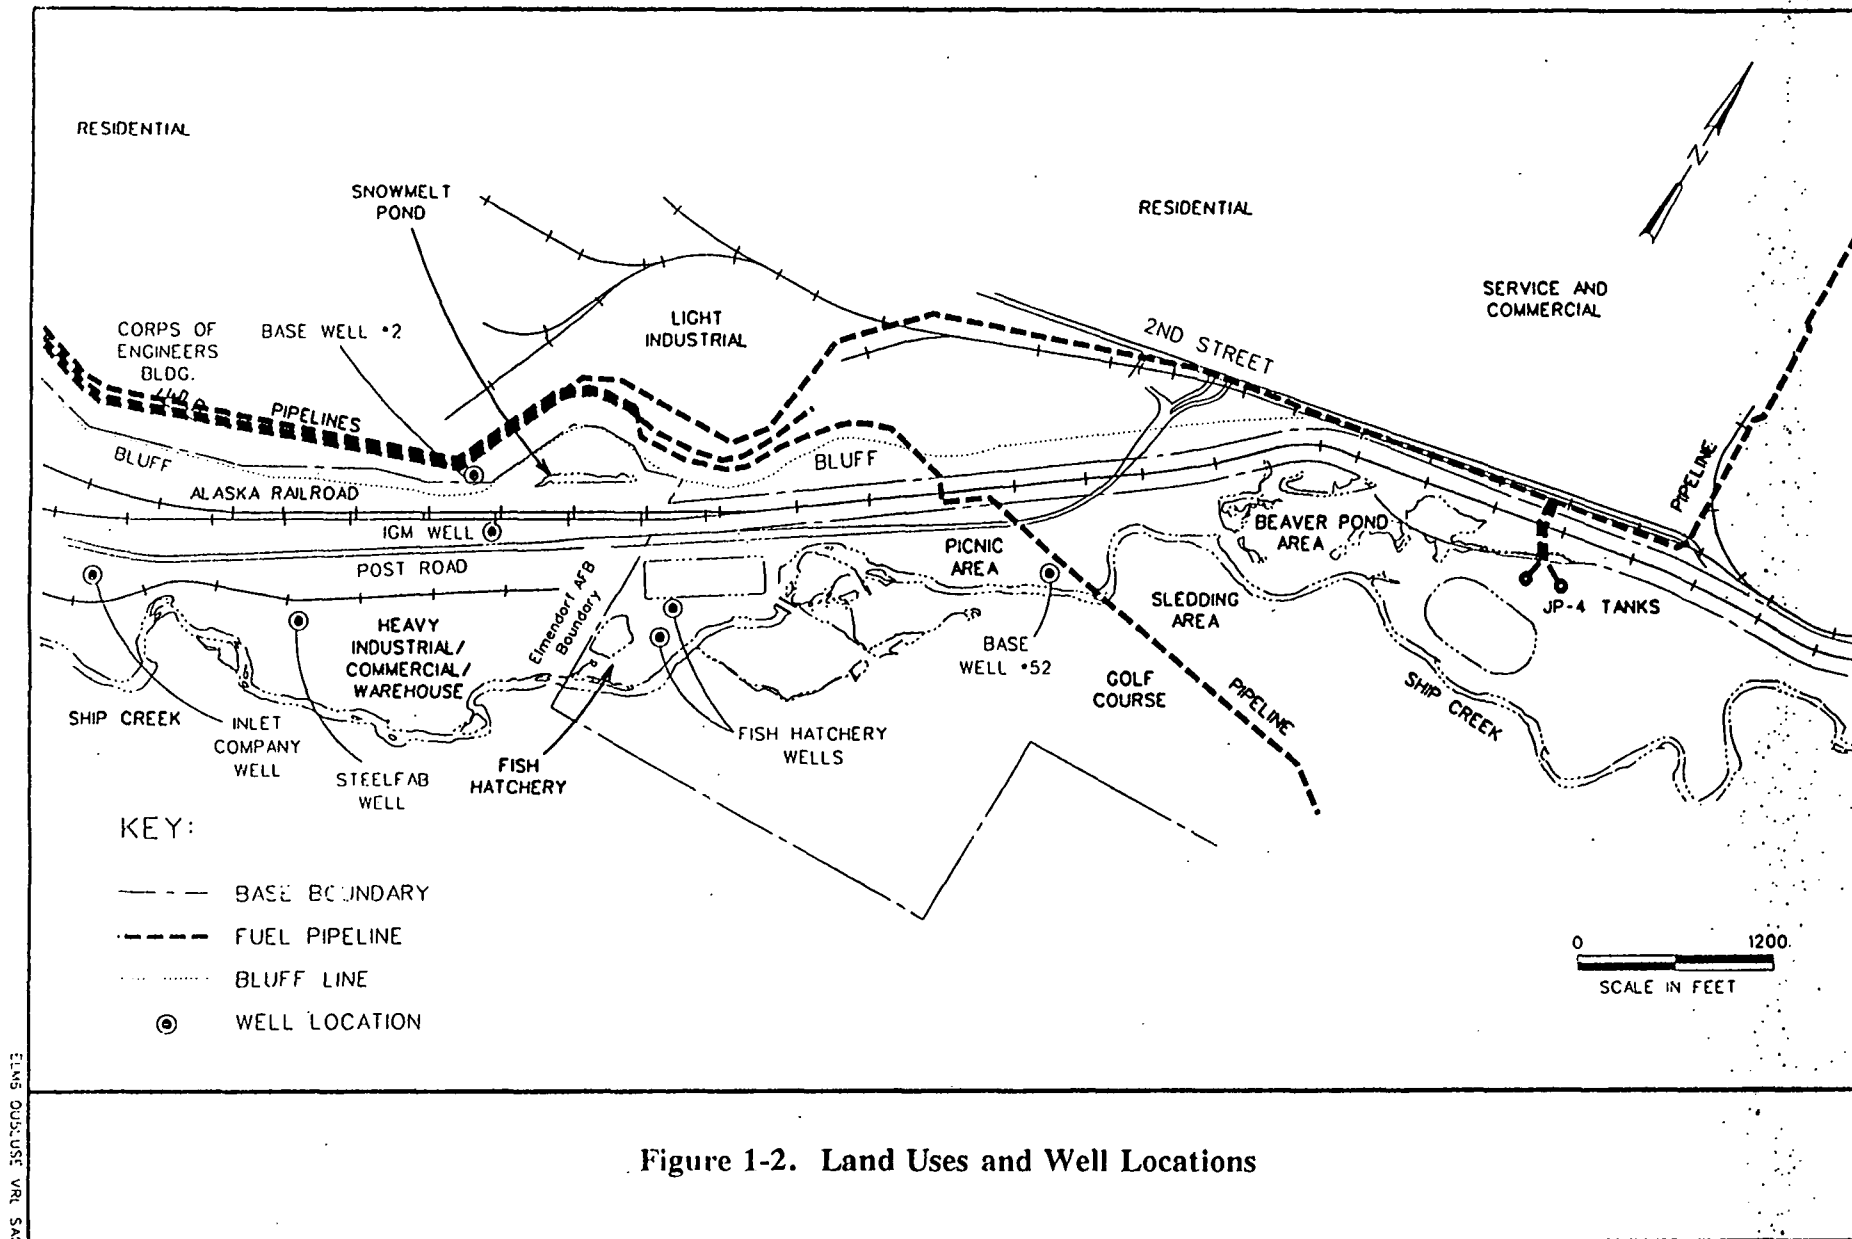 RESIDENTIAL
SNOWMELT
POND
RESIDENTIAL
N
SERVICE AND
COMMERCIAL
CORPS OF
ENGINEERS
BLDG.
BASE WELL #2
LIGHT
INDUSTRIAL
2ND STREET
PIPELINES
BLUFF
BLUFF
PIPELINE
ALASKA RAILROAD
IGM WELL
POST ROAD
PICNIC
AREA
BEAVER POND
AREA
JP-4 TANKS
SLEDDING
AREA
Elmendorf AFB
Boundary
HEAVY
INDUSTRIAL/
COMMERCIAL/
WAREHOUSE
BASE
WELL #52
GOLF
COURSE
PIPELINE
SHIP CREEK
SHIP CREEK
INLET
COMPANY
WELL
STEELFAB
WELL
FISH
HATCHERY
FISH HATCHERY
WELLS
KEY:
BASE BOUNDARY
FUEL PIPELINE
BLUFF LINE
WELL LOCATION
0 1200
SCALE IN FEET
Figure 1-2. Land Uses and Well Locations